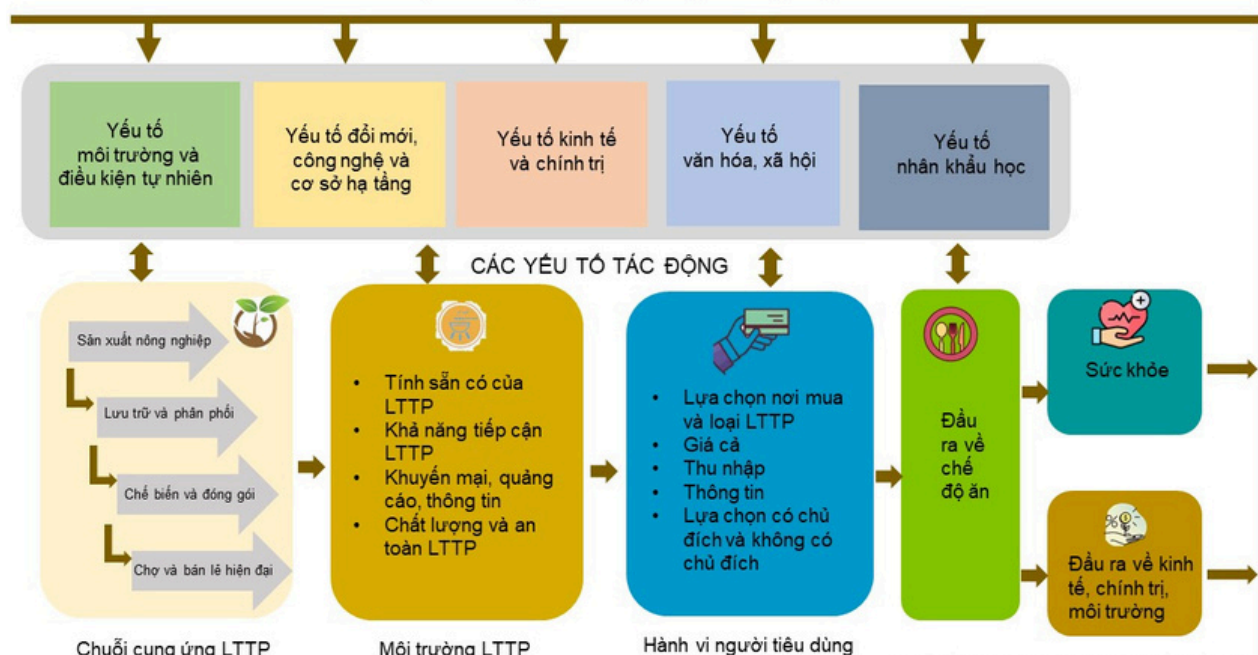 Yếu tố
môi trường và
điều kiện tự nhiên
Yếu tố đổi mới,
công nghệ và
cơ sở hạ tầng
Yếu tố kinh tế
và chính trị
Yếu tố
văn hóa, xã hội
Yếu tố
nhân khẩu học
CÁC YẾU TỐ TÁC ĐỘNG
Sản xuất nông nghiệp
Lưu trữ và phân phối
Chế biến và đóng gói
Chợ và bán lẻ hiện đại
• Tính sẵn có của
LTTP
• Khả năng tiếp cận
LTTP
• Khuyến mại, quảng
cáo, thông tin
• Chất lượng và an
toàn LTTP
• Lựa chọn nơi mua
và loại LTTP
• Giá cả
• Thu nhập
• Thông tin
• Lựa chọn có chủ
đích và không có
chủ đích
Đầu
ra về
chế
độ ăn
Sức khỏe
Đầu ra về kinh
tế, chính trị,
môi trường
Chuỗi cung ứng LTTP
Môi trường LTTP
Hành vi người tiêu dùng